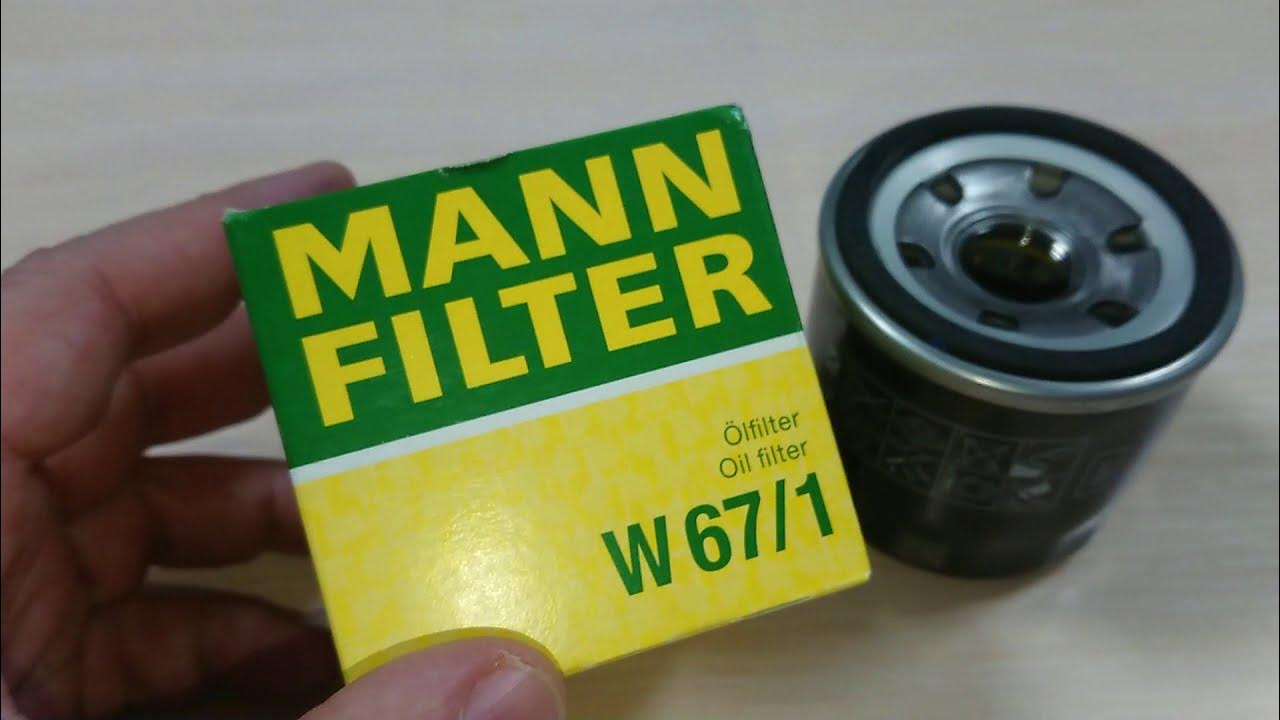 MANN
FILTER
Ölfilter
Oil filter
W 67/1